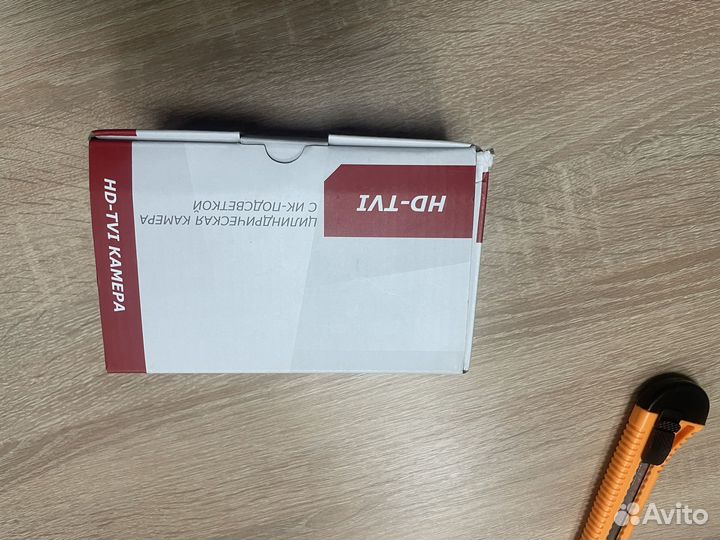 HD-TVI
ЦИЛИНДРИЧЕСКАЯ КАМЕРА
С ИК-ПОДСВЕТКОЙ
HD-TVI КАМЕРА
Avito